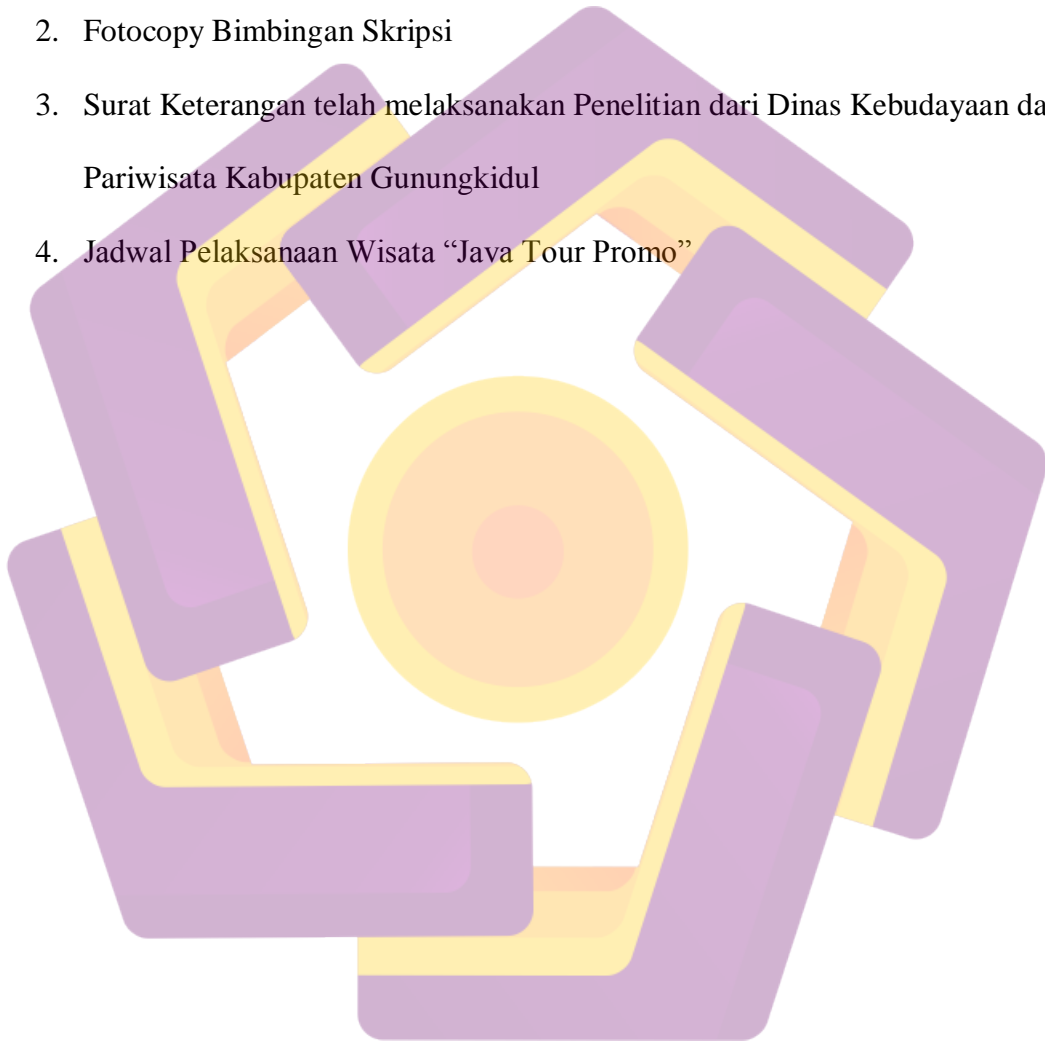 2. Fotocopy Bimbingan Skripsi
3. Surat Keterangan telah melaksanakan Penelitian dari Dinas Kebudayaan da
Pariwisata Kabupaten Gunungkidul
4. Jadwal Pelaksanaan Wisata “Java Tour Promo”